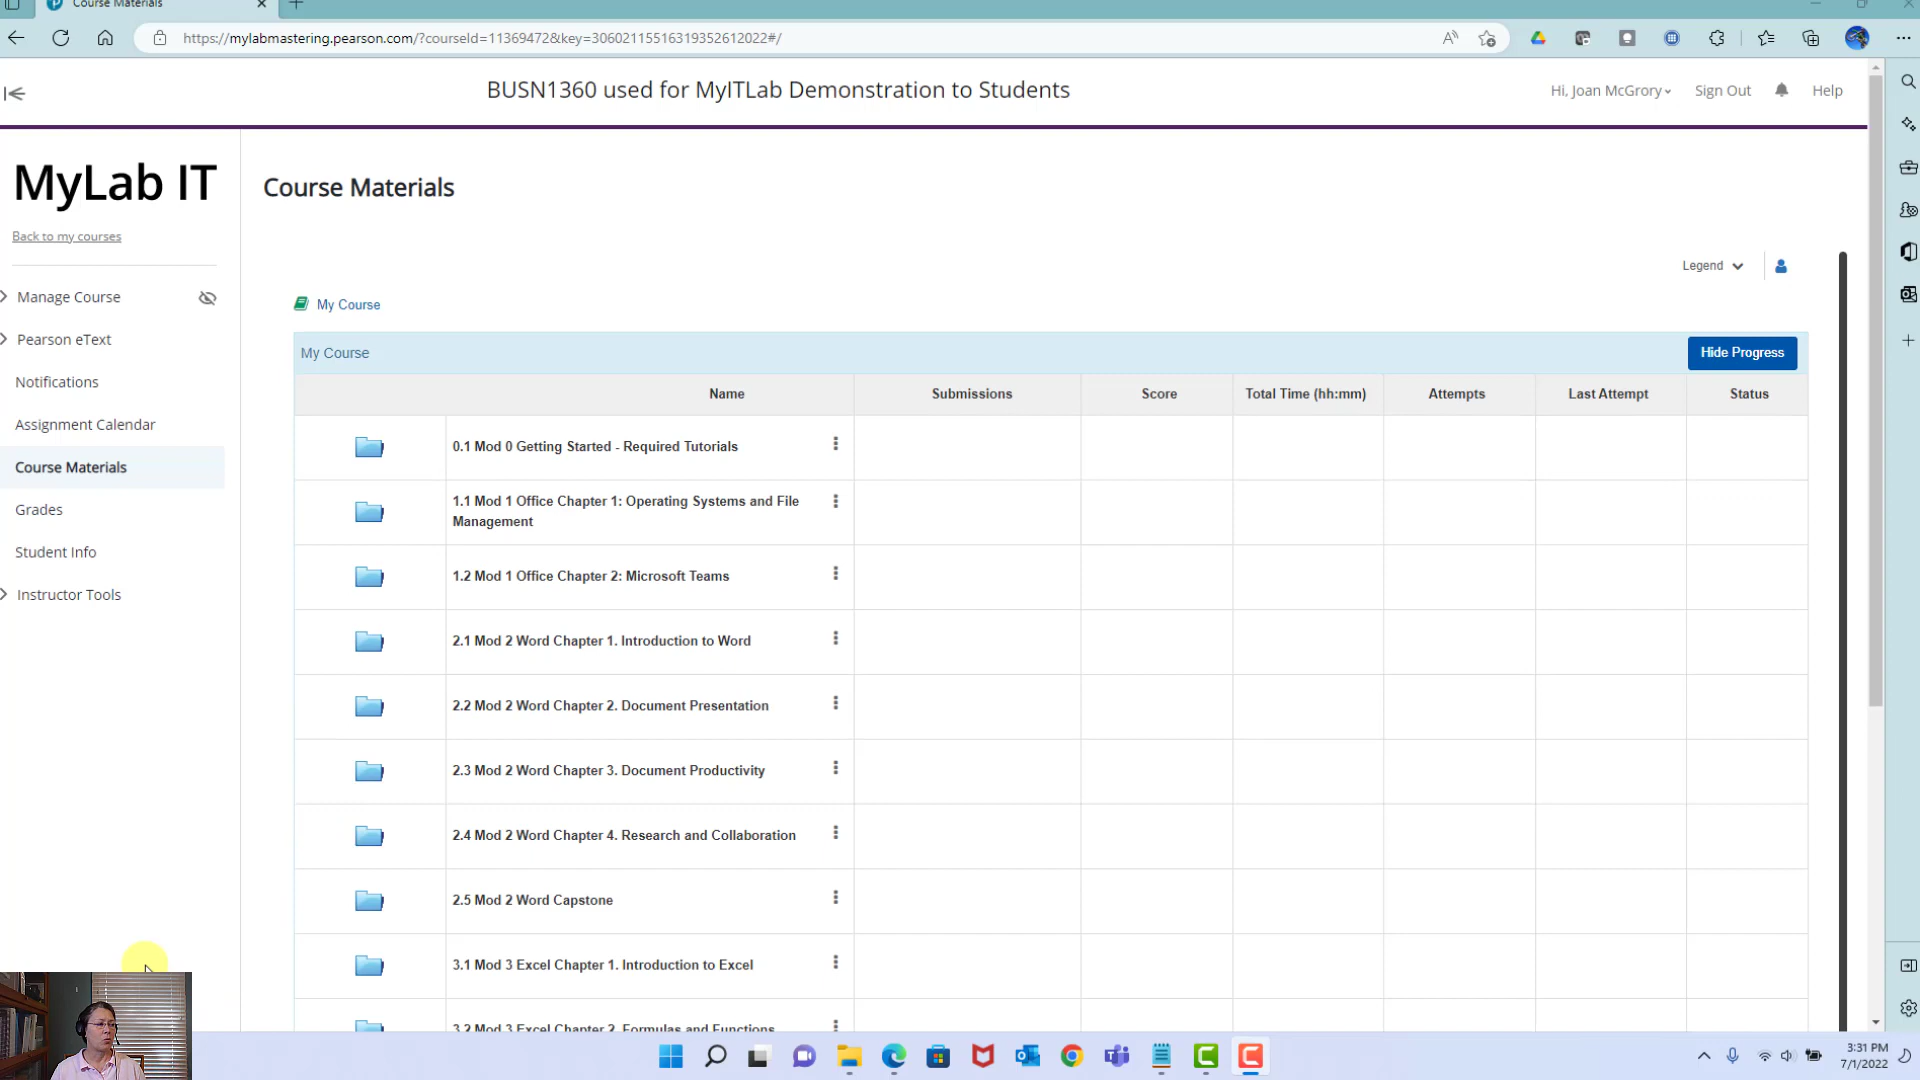 Course Materials
https://mylabmastering.pearson.com/?courseId=11369472&key=30602115516319352612022#/
BUSN1360 used for MyITLab Demonstration to Students
Hi, Joan McGrory
Sign Out
Help
MyLab IT
Back to my courses
Manage Course
Pearson eText
Notifications
Assignment Calendar
Course Materials
Grades
Student Info
Instructor Tools
Course Materials
Legend
My Course
My Course
Hide Progress
Name Submissions Score Total Time (hh:mm) Attempts Last Attempt Status
0.1 Mod 0 Getting Started - Required Tutorials
1.1 Mod 1 Office Chapter 1: Operating Systems and File
Management
1.2 Mod 1 Office Chapter 2: Microsoft Teams
2.1 Mod 2 Word Chapter 1. Introduction to Word
2.2 Mod 2 Word Chapter 2. Document Presentation
2.3 Mod 2 Word Chapter 3. Document Productivity
2.4 Mod 2 Word Chapter 4. Research and Collaboration
2.5 Mod 2 Word Capstone
3.1 Mod 3 Excel Chapter 1. Introduction to Excel
3.2 Mod 3 Excel Chapter 2. Formulas and Functions
3:31 PM
7/1/2022